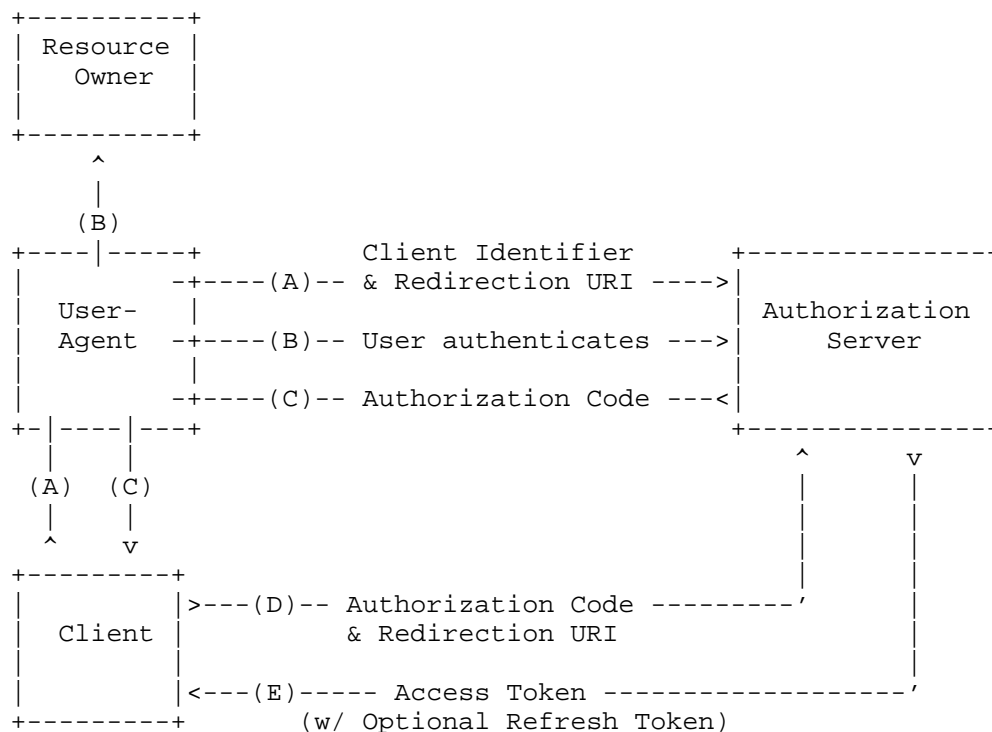 Resource
Owner
(B)
Client Identifier
(A) & Redirection URI
User-
Authorization
Agent (B) User authenticates Server
(C) Authorization Code
(A) (C)
(D) Authorization Code
Client & Redirection URI
(E) Access Token
(w/ Optional Refresh Token)